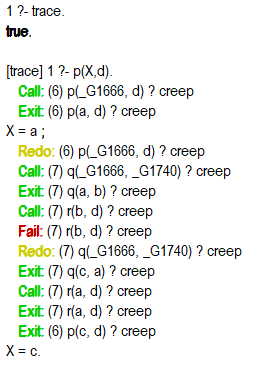 1 ?- trace.
true.
[trace] 1 ?- p(X,d).
Call: (6) p(_G1666, d) ? creep
Exit: (6) p(a, d) ? creep
X = a ;
Redo: (6) p(_G1666, d) ? creep
Call: (7) q(_G1666, _G1740) ? creep
Exit: (7) q(a, b) ? creep
Call: (7) r(b, d) ? creep
Fail: (7) r(b, d) ? creep
Redo: (7) q(_G1666, _G1740) ? creep
Exit: (7) q(c, a) ? creep
Call: (7) r(a, d) ? creep
Exit: (7) r(a, d) ? creep
Exit: (6) p(c, d) ? creep
X = c.